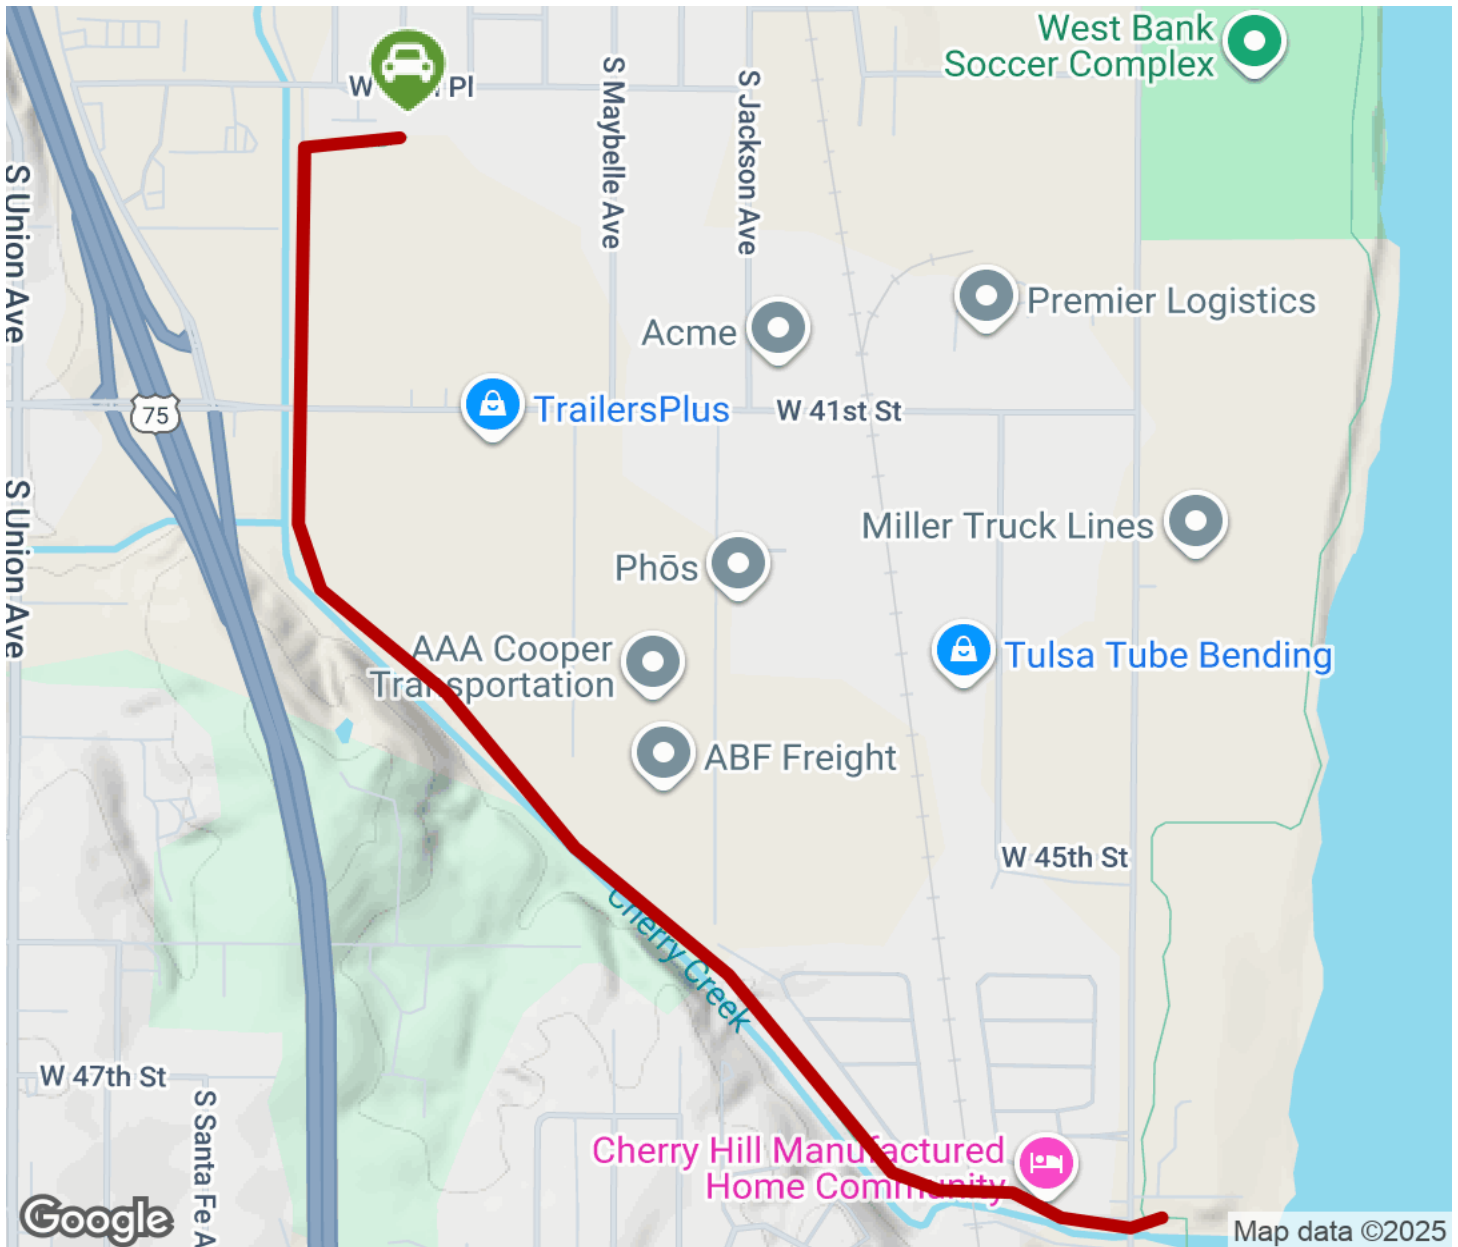 West Bank
Soccer Complex
W Pl
S Maybelle Ave
S Jackson Ave
S Union Ave
Premier Logistics
Acme
75
TrailersPlus
W 41st St
S Union Ave
Miller Truck Lines
Phōs
AAA Cooper
Transportation
Tulsa Tube Bending
ABF Freight
W 45th St
Cherry Creek
W 47th St
S Santa Fe A
Cherry Hill Manufactured
Home Community
Google
Map data ©2025